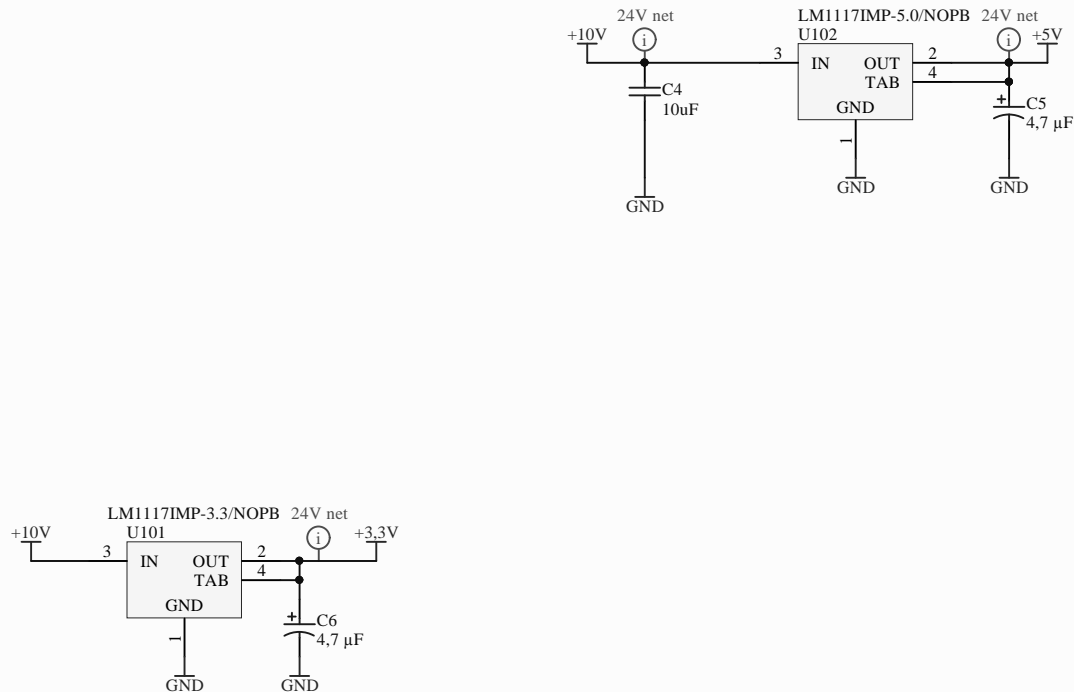 24V net
LM1117IMP-5.0/NOPB
24V net
+10V
U102
+5V
3
IN
OUT
2
TAB
4
C4
10uF
GND
C5
4,7 µF
1
GND
GND
GND
LM1117IMP-3.3/NOPB
24V net
+10V
U101
+3,3V
i
i
i
3
IN
OUT
2
TAB
4
GND
C6
4,7 µF
1
GND
GND